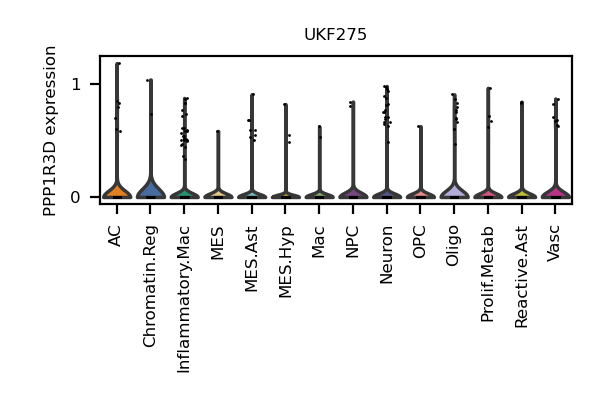 UKF275
PPP1R3D expression
1
0
AC
Chromatin.Reg
Inflammatory.Mac
MES
MES.Ast
MES.Hyp
Mac
NPC
Neuron
OPC
Oligo
Prolif.Metab
Reactive.Ast
Vasc